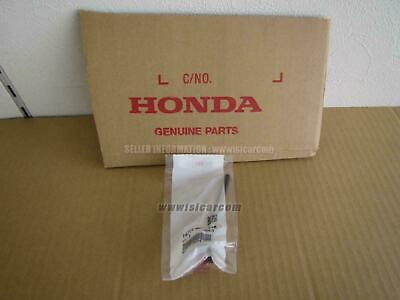 C/NO.
HONDA
GENUINE PARTS
SELLER INFORMATION : wwwisicarcom
wwwisicarcom